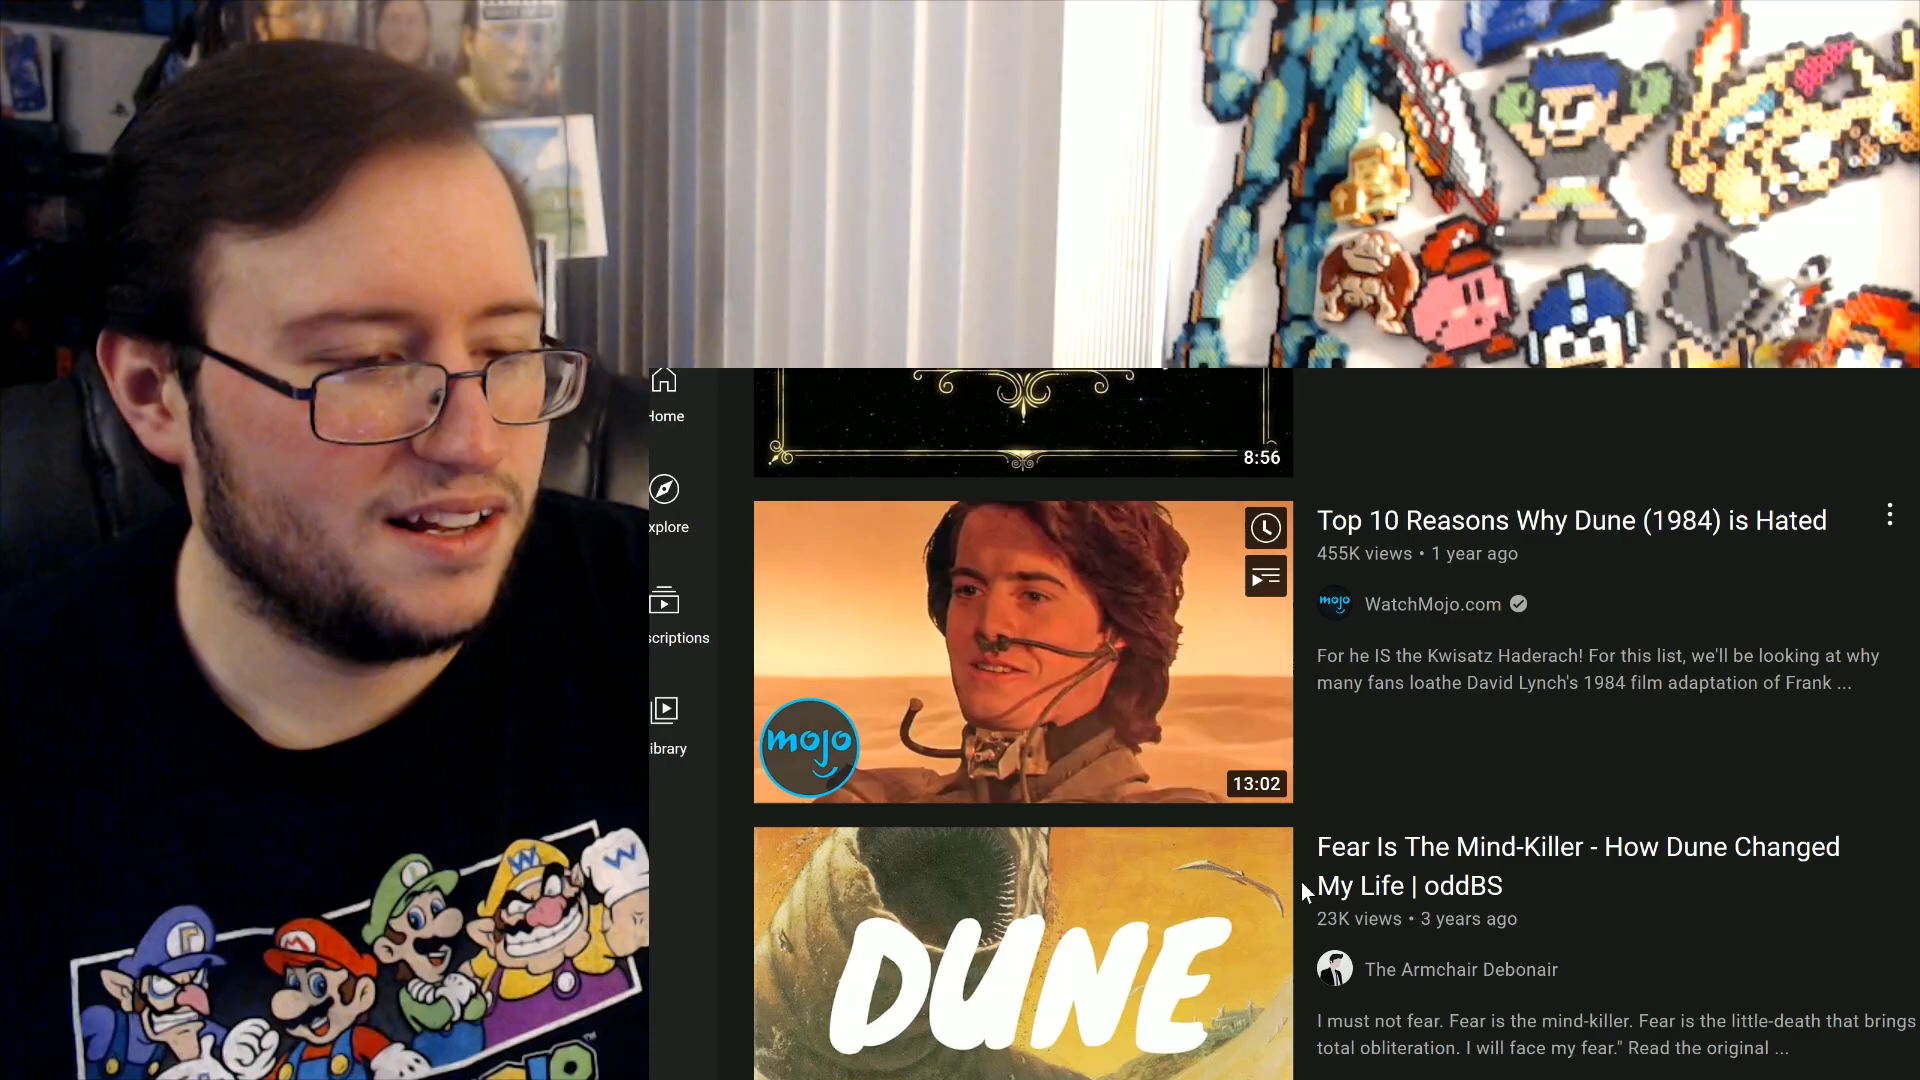 Home
xplore
scriptions
ibrary
8:56
Top 10 Reasons Why Dune (1984) is Hated
455K views • 1 year ago
mojo WatchMojo.com
For he IS the Kwisatz Haderach! For this list, we'll be looking at why
many fans loathe David Lynch's 1984 film adaptation of Frank ...
mojo
13:02
Fear Is The Mind-Killer - How Dune Changed
My Life | oddBS
23K views • 3 years ago
The Armchair Debonair
I must not fear. Fear is the mind-killer. Fear is the little-death that brings
total obliteration. I will face my fear." Read the original ...
DUNE
W
W
L
M
TM